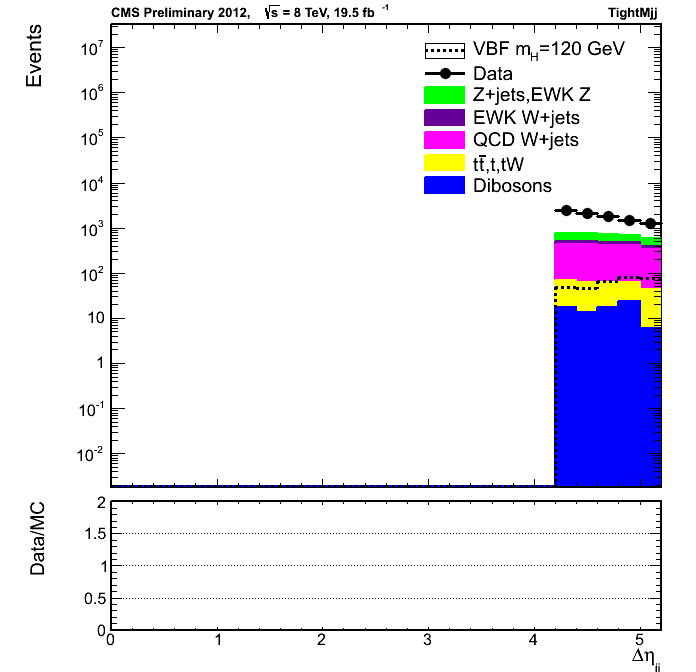 CMS Preliminary 2012, √s = 8 TeV, 19.5 fb⁻¹ TightMjj
Events
10⁷
10⁶
10⁵
10⁴
10³
10²
10
1
10⁻¹
10⁻²
VBF m_H=120 GeV
Data
Z+jets,EWK Z
EWK W+jets
QCD W+jets
tt̅,t,tW
Dibosons
Data/MC
2
1.5
1
0.5
0
0 1 2 3 4 5
Δη_jj